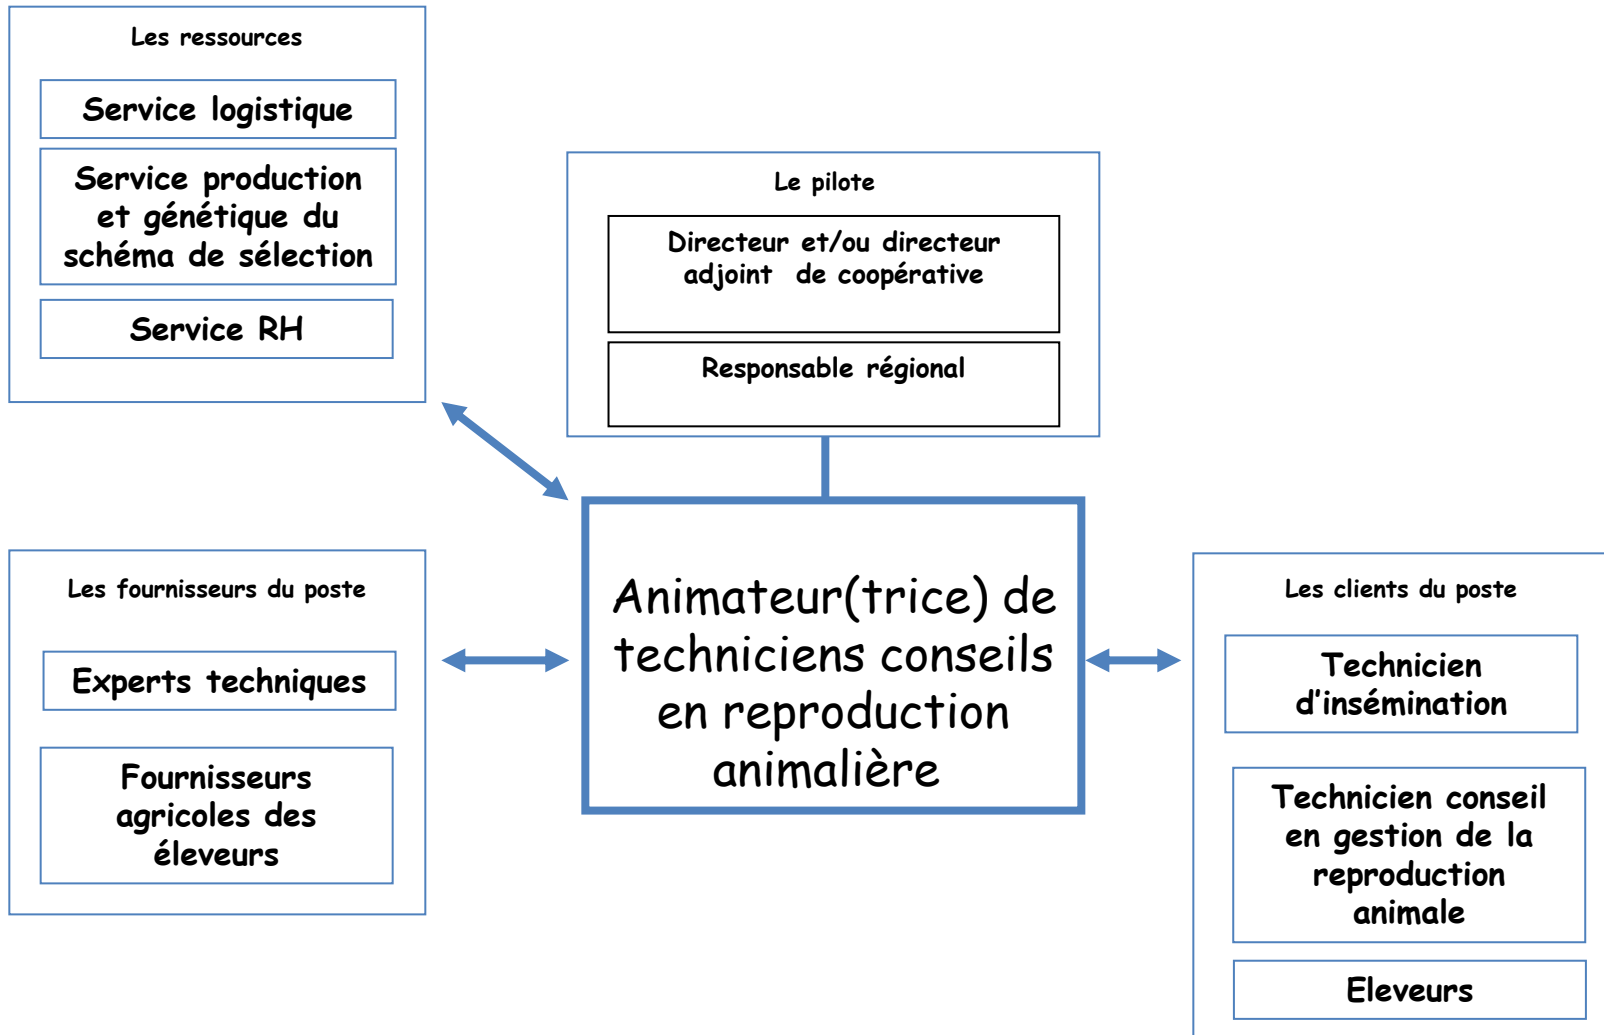 Les ressources
Service logistique
Service production
et génétique du
schéma de sélection
Service RH
Le pilote
Directeur et/ou directeur
adjoint de coopérative
Responsable régional
Animateur(trice) de
techniciens conseils
en reproduction
animalière
Les fournisseurs du poste
Experts techniques
Fournisseurs
agricoles des
éleveurs
Les clients du poste
Technicien
d'insémination
Technicien conseil
en gestion de la
reproduction
animale
Eleveurs